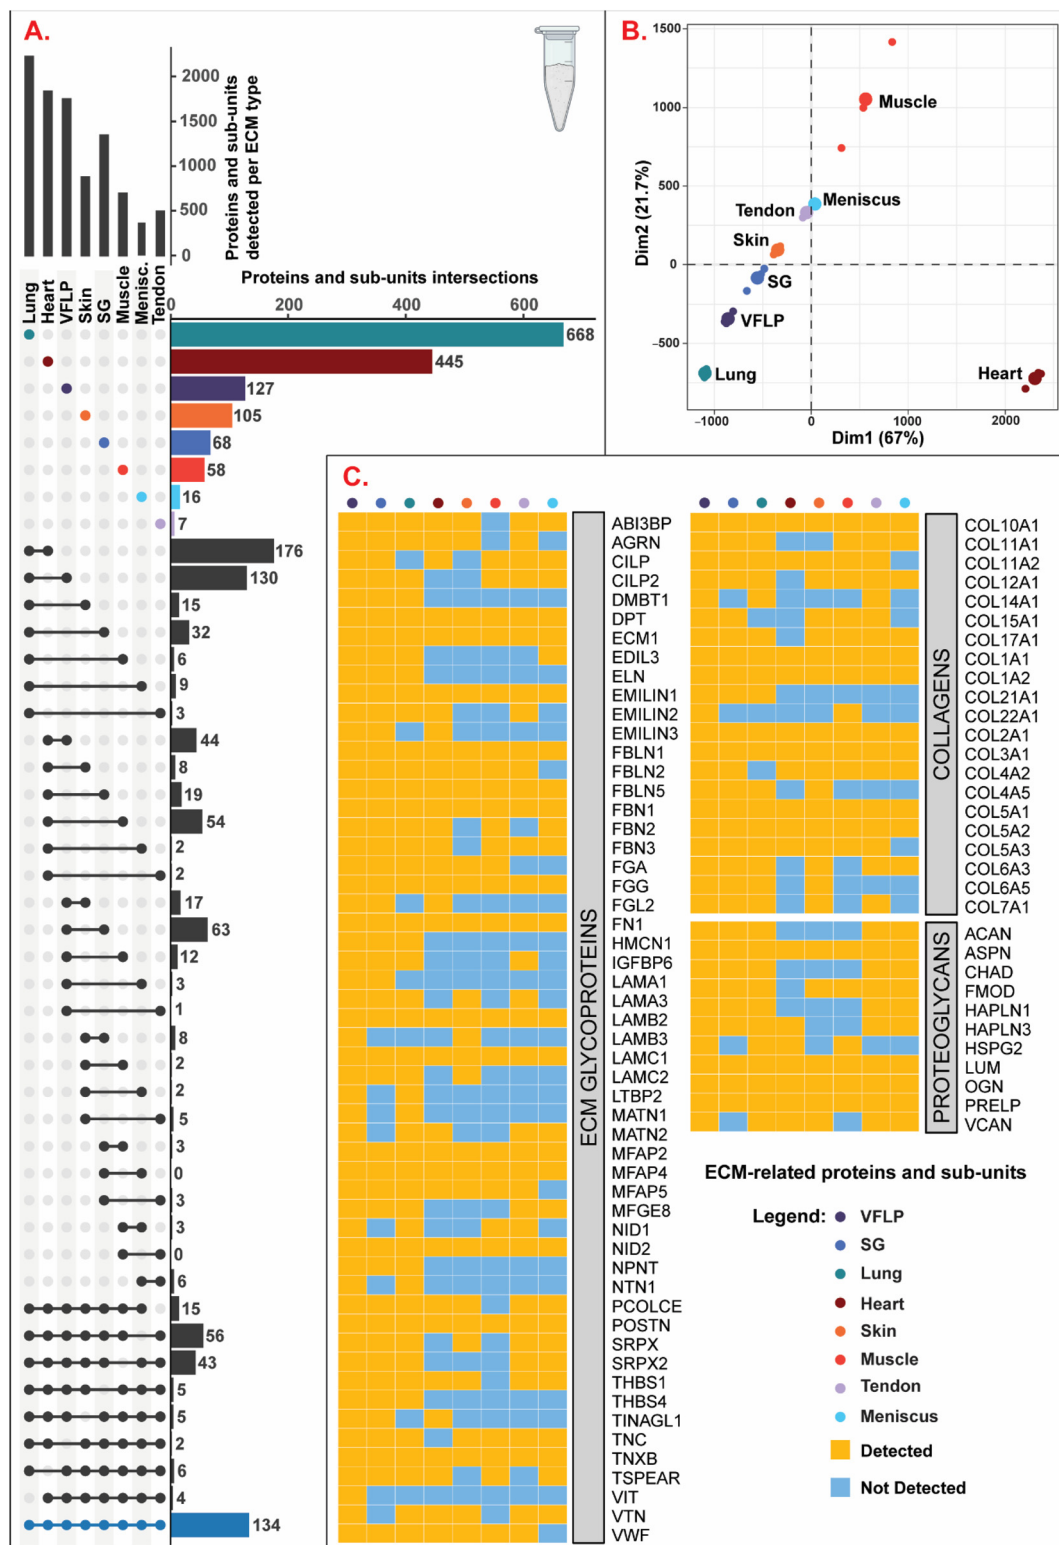 A.
2000
1500
1000
500
0
Proteins and sub-units
detected per ECM type
Proteins and sub-units intersections
Lung
Heart
VFLP
Skin
SG
Muscle
Menisc.
Tendon
0
200
400
600
668
445
127
105
68
58
16
7
176
130
15
32
6
9
3
44
8
19
54
2
2
17
63
12
3
1
8
2
2
5
3
0
3
3
0
6
15
56
43
5
5
2
6
4
134
B.
1500
1000
500
0
−500
Dim2 (21.7%)
Muscle
Meniscus
Tendon
Skin
SG
VFLP
Lung
Heart
−1000
0
1000
2000
Dim1 (67%)
C.
ABI3BP
AGRN
CILP
CILP2
DMBT1
DPT
ECM1
EDIL3
ELN
EMILIN1
EMILIN2
EMILIN3
FBLN1
FBLN2
FBLN5
FBN1
FBN2
FBN3
FGA
FGG
FGL2
FN1
HMCN1
IGFBP6
LAMA1
LAMA3
LAMB2
LAMB3
LAMC1
LAMC2
LTBP2
MATN1
MATN2
MFAP2
MFAP4
MFAP5
MFGE8
NID1
NID2
NPNT
NTN1
PCOLCE
POSTN
SRPX
SRPX2
THBS1
THBS4
TINAGL1
TNC
TNXB
TSPEAR
VIT
VTN
VWF
ECM GLYCOPROTEINS
COL10A1
COL11A1
COL11A2
COL12A1
COL14A1
COL15A1
COL17A1
COL1A1
COL1A2
COL21A1
COL22A1
COL2A1
COL3A1
COL4A2
COL4A5
COL5A1
COL5A2
COL5A3
COL6A3
COL6A5
COL7A1
COLLAGENS
ACAN
ASPN
CHAD
FMOD
HAPLN1
HAPLN3
HSPG2
LUM
OGN
PRELP
VCAN
PROTEOGLYCANS
ECM-related proteins and sub-units
Legend:
VFLP
SG
Lung
Heart
Skin
Muscle
Tendon
Meniscus
Detected
Not Detected